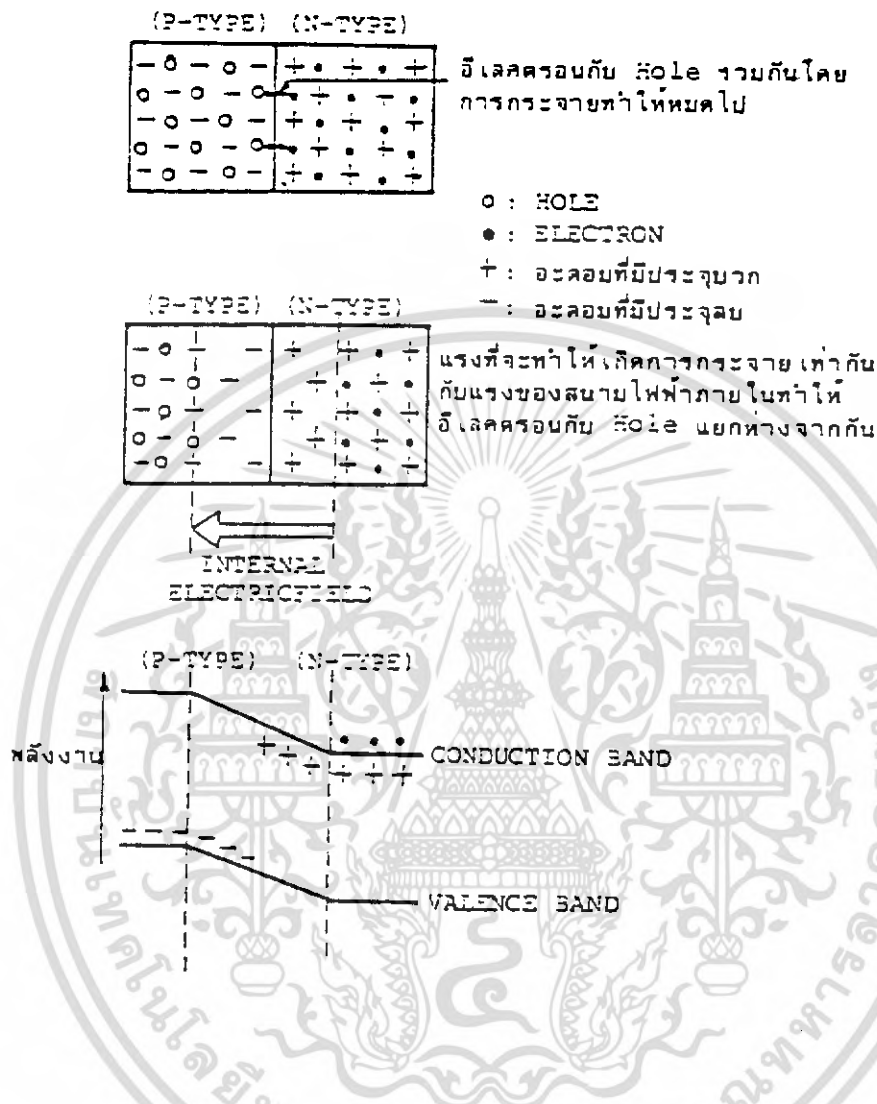 (P-TYPE) (N-TYPE)
อิเลคตรอนกับ Hole รวมกันโดย
การกระจายทำให้หมดไป
o : HOLE
• : ELECTRON
+ : อะตอมที่มีประจุบวก
- : อะตอมที่มีประจุลบ
(P-TYPE) (N-TYPE)
แรงที่จะทำให้เกิดการกระจายเท่ากัน
กับแรงของสนามไฟฟ้าภายในทำให้
อิเลคตรอนกับ Hole แยกห่างจากกัน
INTERNAL
ELECTRICFIELD
(P-TYPE) (N-TYPE)
พลังงาน
CONDUCTION BAND
VALENCE BAND